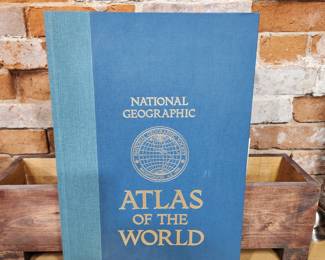 NATIONAL
GEOGRAPHIC
ATLAS
OF THE
WORLD